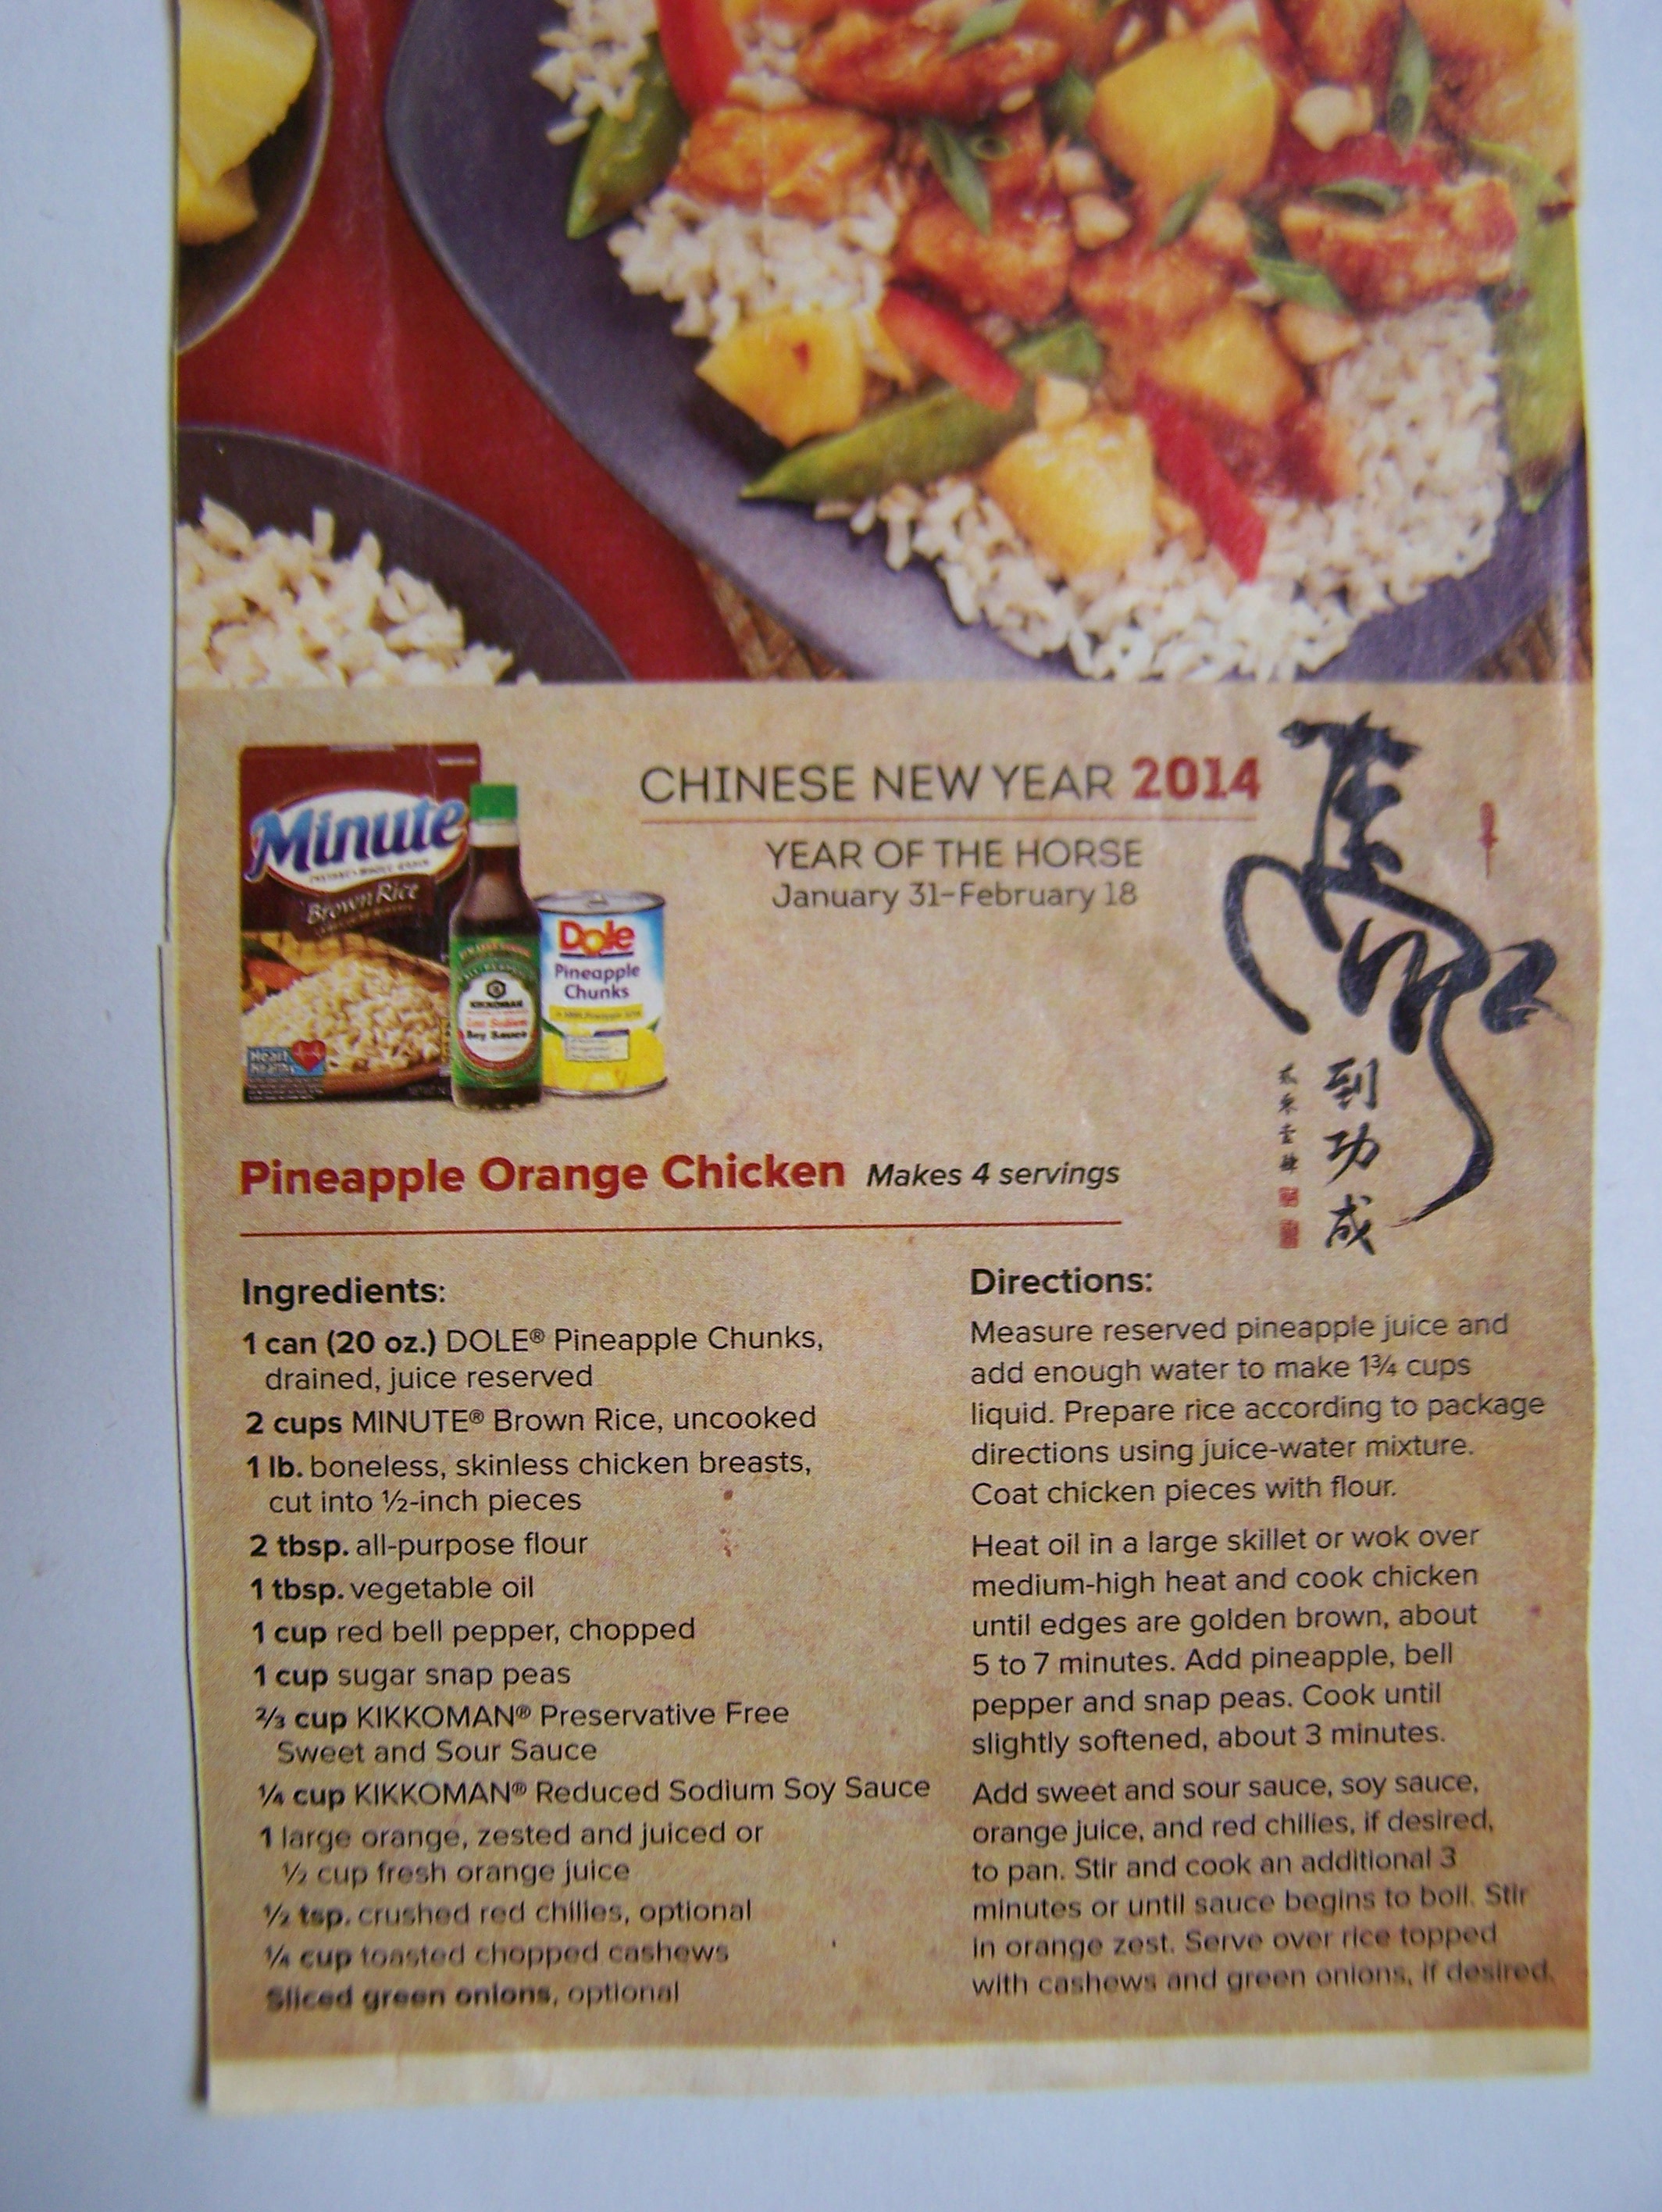 Minute
Brown Rice
Heart
KIKKOMAN
Soy Sauce
Dole
Pineapple
Chunks
CHINESE NEW YEAR 2014
YEAR OF THE HORSE
January 31–February 18
馬
到
功
成
Pineapple Orange Chicken Makes 4 servings
Ingredients:
1 can (20 oz.) DOLE® Pineapple Chunks,
drained, juice reserved
2 cups MINUTE® Brown Rice, uncooked
1 lb. boneless, skinless chicken breasts,
cut into ½-inch pieces
2 tbsp. all-purpose flour
1 tbsp. vegetable oil
1 cup red bell pepper, chopped
1 cup sugar snap peas
⅔ cup KIKKOMAN® Preservative Free
Sweet and Sour Sauce
¼ cup KIKKOMAN® Reduced Sodium Soy Sauce
1 large orange, zested and juiced or
½ cup fresh orange juice
½ tsp. crushed red chilies, optional
¼ cup toasted chopped cashews
Sliced green onions, optional
Directions:
Measure reserved pineapple juice and
add enough water to make 1¾ cups
liquid. Prepare rice according to package
directions using juice-water mixture.
Coat chicken pieces with flour.
Heat oil in a large skillet or wok over
medium-high heat and cook chicken
until edges are golden brown, about
5 to 7 minutes. Add pineapple, bell
pepper and snap peas. Cook until
slightly softened, about 3 minutes.
Add sweet and sour sauce, soy sauce,
orange juice, and red chilies, if desired,
to pan. Stir and cook an additional 3
minutes or until sauce begins to boil. Stir
in orange zest. Serve over rice topped
with cashews and green onions, if desired.